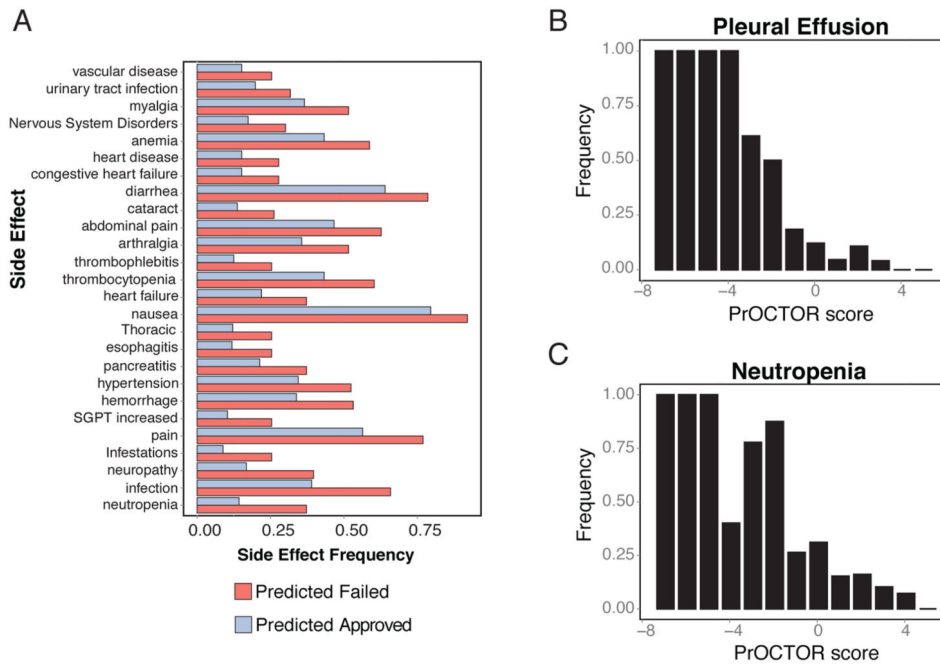 A
Side Effect
vascular disease
urinary tract infection
myalgia
Nervous System Disorders
anemia
heart disease
congestive heart failure
diarrhea
cataract
abdominal pain
arthralgia
thrombophlebitis
thrombocytopenia
heart failure
nausea
Thoracic
esophagitis
pancreatitis
hypertension
hemorrhage
SGPT increased
pain
Infestations
neuropathy
infection
neutropenia
0.00 0.25 0.50 0.75
Side Effect Frequency
Predicted Failed
Predicted Approved
B
Pleural Effusion
Frequency
1.00
0.75
0.50
0.25
0.00
−8 −4 0 4
PrOCTOR score
C
Neutropenia
Frequency
1.00
0.75
0.50
0.25
0.00
−8 −4 0 4
PrOCTOR score